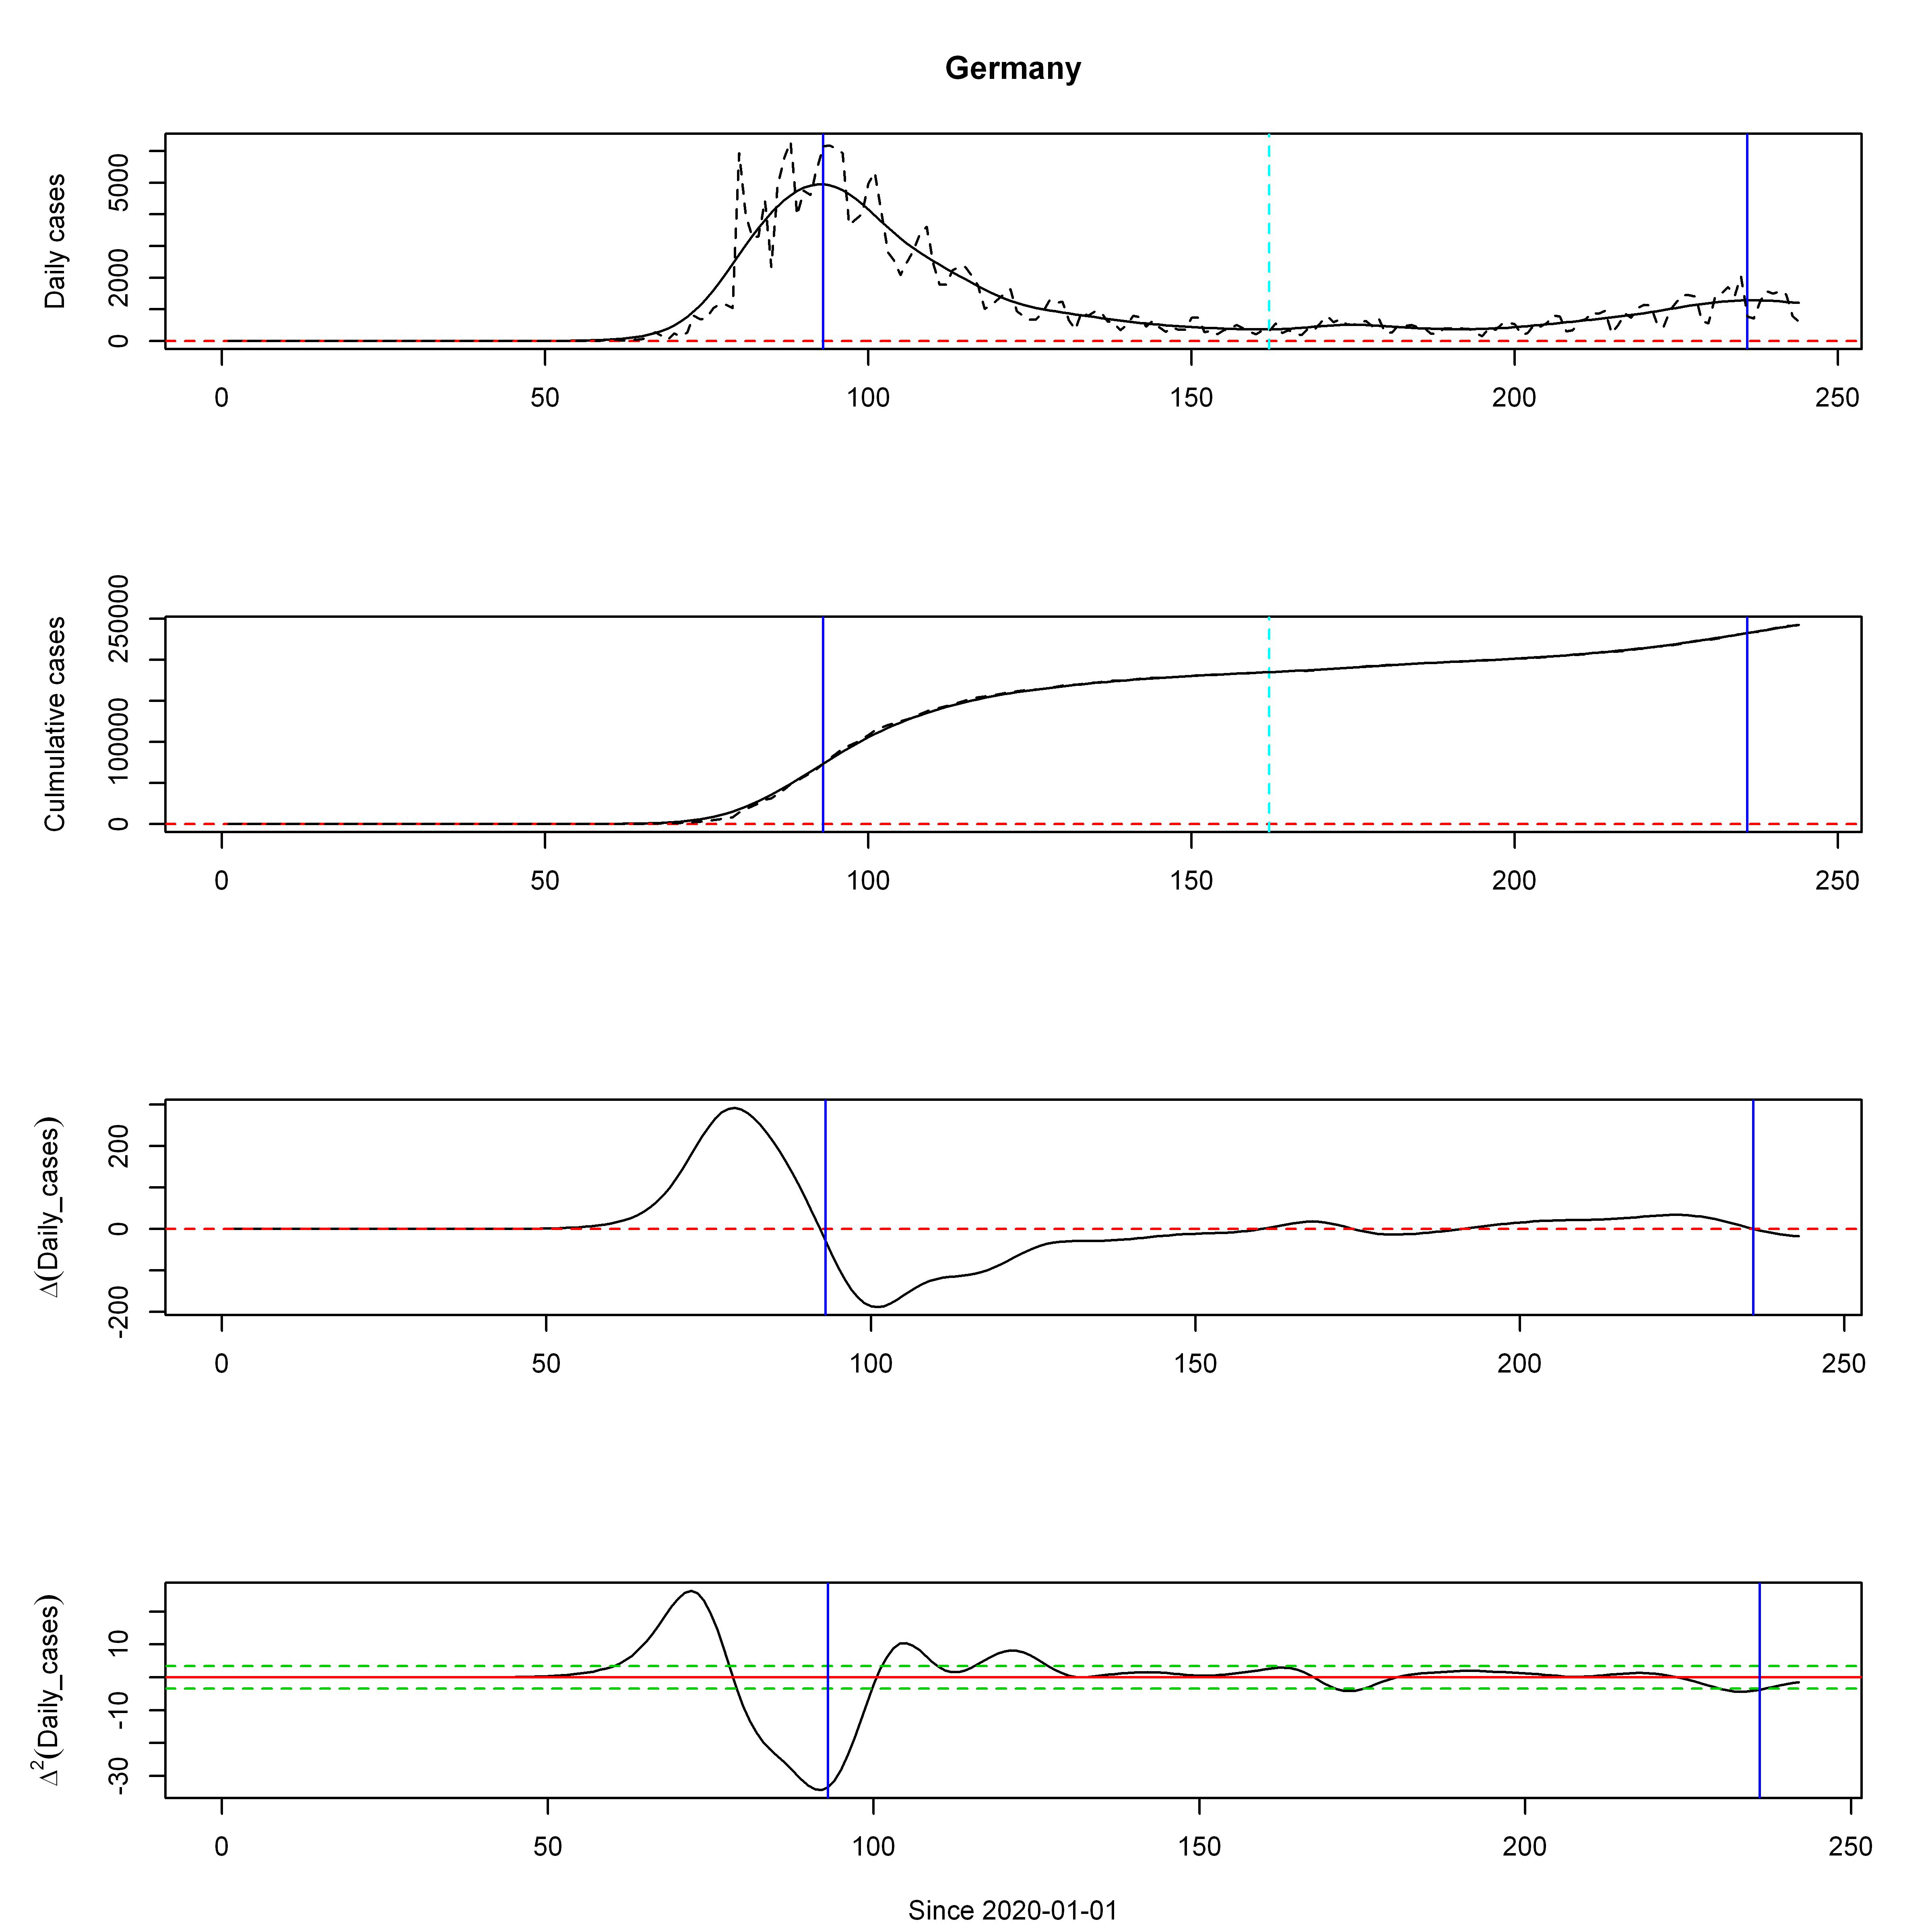 Germany
Daily cases
0 2000 5000
0 50 100 150 200 250
Culmulative cases
0 100000 250000
0 50 100 150 200 250
Δ(Daily_cases)
-200 0 200
0 50 100 150 200 250
Δ²(Daily_cases)
-30 -10 10
0 50 100 150 200 250
Since 2020-01-01